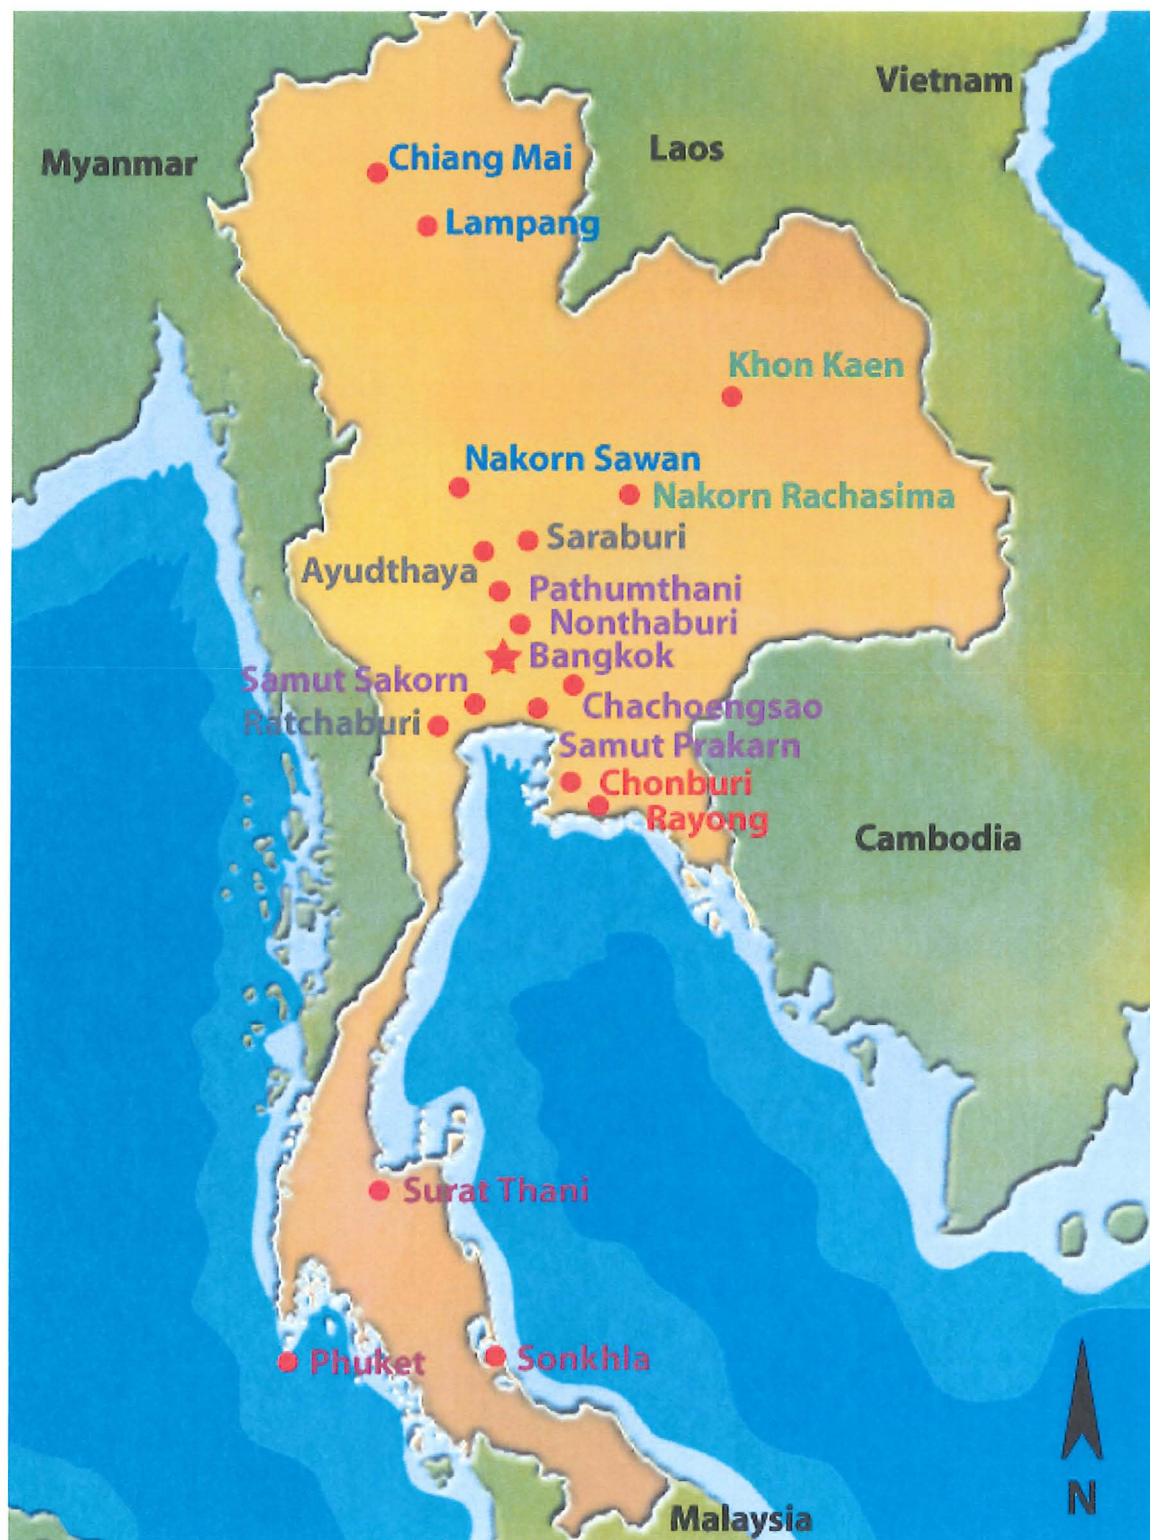 Vietnam
Laos
Myanmar
Chiang Mai
Lampang
Khon Kaen
Nakorn Sawan
Nakorn Rachasima
Saraburi
Ayudthaya
Pathumthani
Nonthaburi
Bangkok
Samut Sakorn
Chachoengsao
Ratchaburi
Samut Prakarn
Chonburi
Rayong
Cambodia
Surat Thani
Phuket
Sonkhla
N
Malaysia